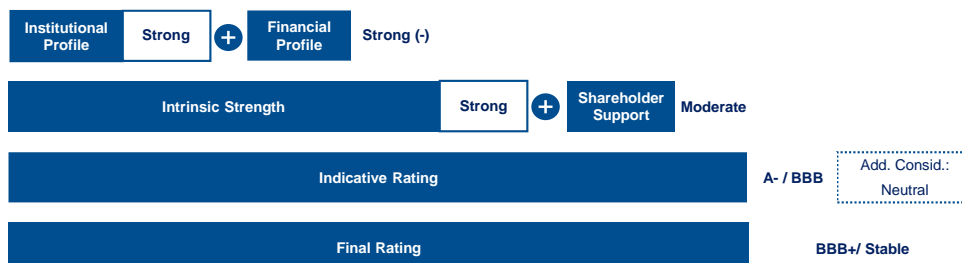 Institutional
Profile
Strong
+
Financial
Profile
Strong (-)
Intrinsic Strength
Strong
+
Shareholder
Support
Moderate
Indicative Rating
A- / BBB
Add. Consid.:
Neutral
Final Rating
BBB+/ Stable